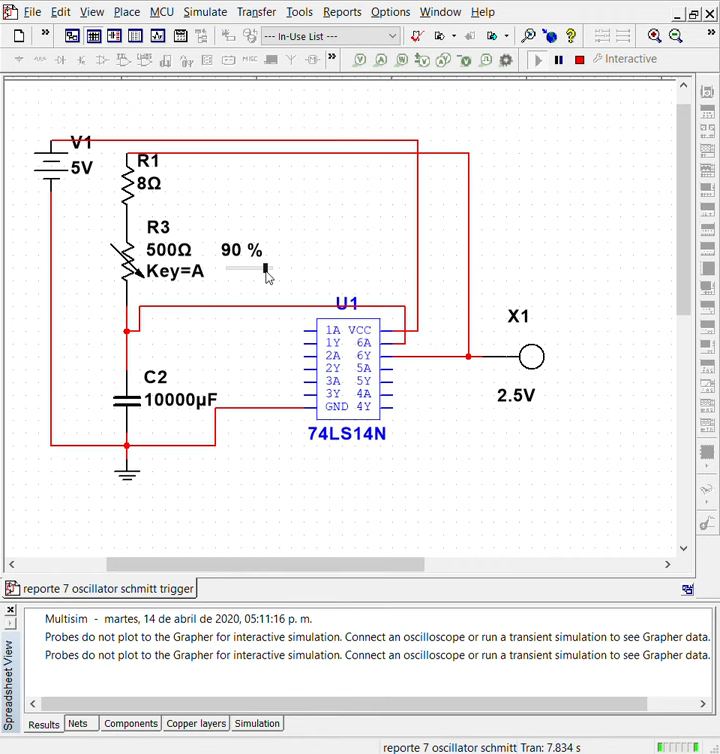 File Edit View Place MCU Simulate Transfer Tools Reports Options Window Help
--- In-Use List ---
Interactive
V1
5V
R1
8Ω
R3
500Ω
Key=A
90 %
U1
1A VCC
1Y 6A
2A 6Y
2Y 5A
3A 5Y
3Y 4A
GND 4Y
74LS14N
X1
2.5V
C2
10000µF
reporte 7 oscillator schmitt trigger
Multisim - martes, 14 de abril de 2020, 05:11:16 p. m.
Probes do not plot to the Grapher for interactive simulation. Connect an oscilloscope or run a transient simulation to see Grapher data.
Probes do not plot to the Grapher for interactive simulation. Connect an oscilloscope or run a transient simulation to see Grapher data.
Spreadsheet View
Results Nets Components Copper layers Simulation
reporte 7 oscillator schmitt Tran: 7.834 s